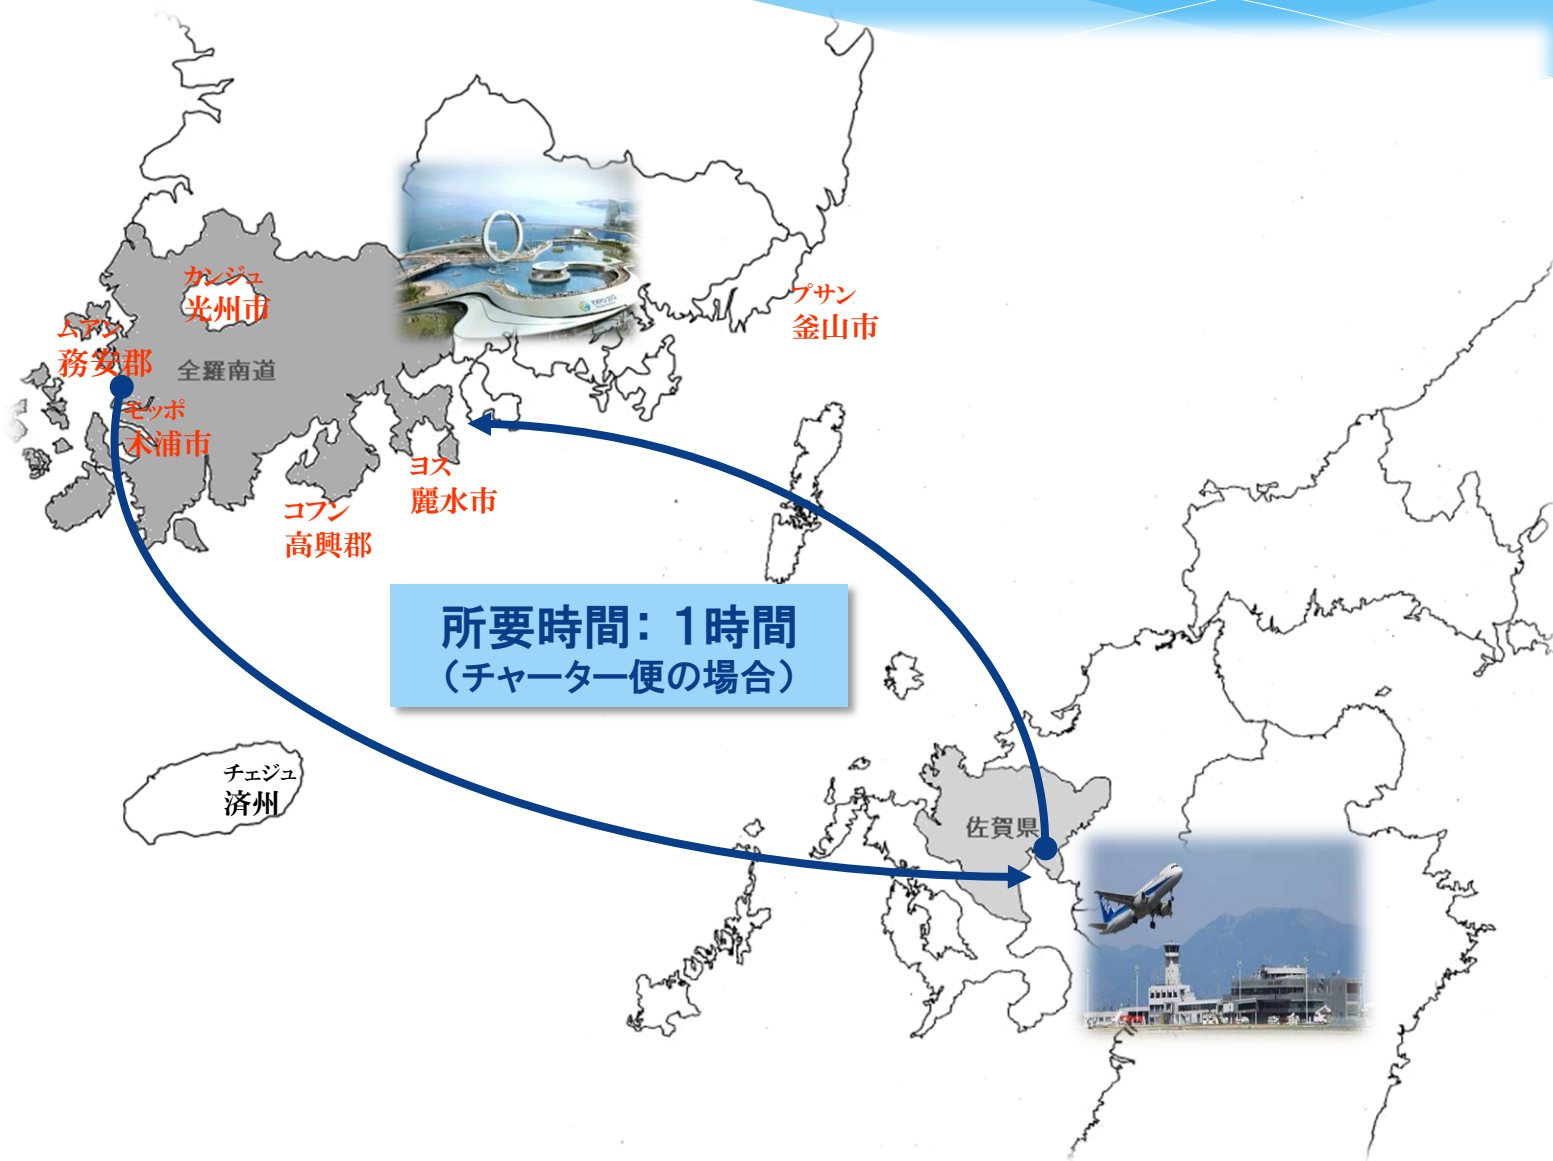 カンジュ
光州市
ムアン
務安郡
全羅南道
モッポ
木浦市
ヨス
麗水市
コフン
高興郡
プサン
釜山市
所要時間：１時間
（チャーター便の場合）
チェジュ
済州
佐賀県